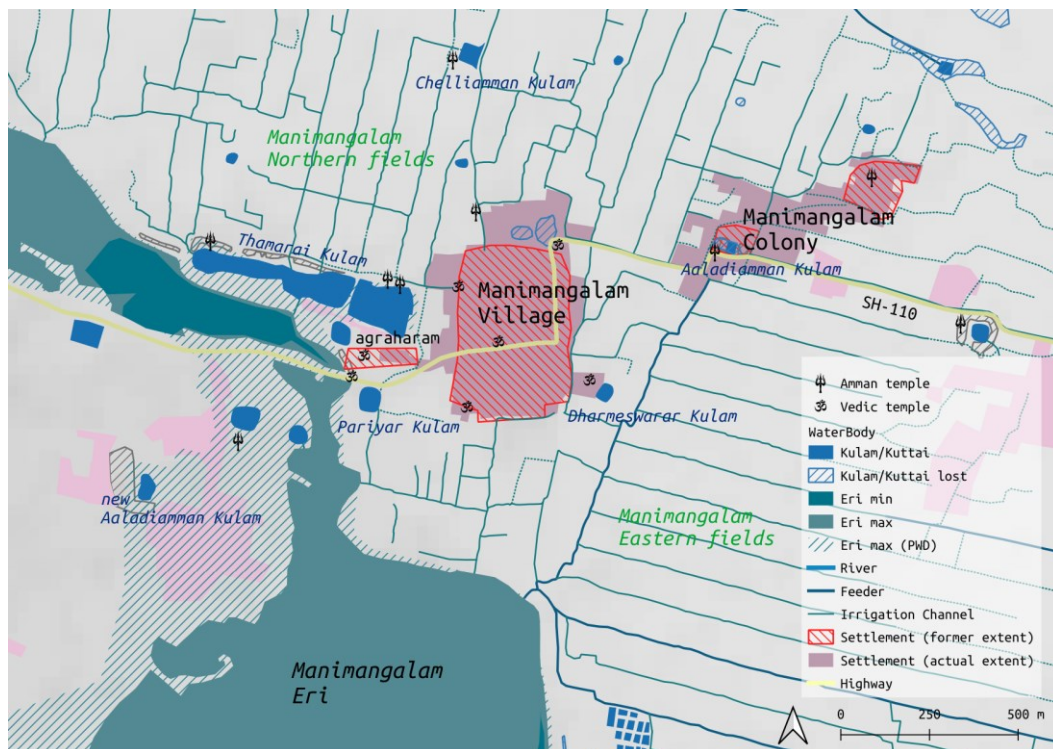 Chelliamman Kulam
Manimangalam
Northern fields
Thamarai Kulam
Manimangalam
Village
Manimangalam
Colony
Aaladiamman Kulam
SH-110
agraharam
Pariyar Kulam
Dharmeswarar Kulam
new
Aaladiamman Kulam
Manimangalam
Eastern fields
Manimangalam
Eri
Amman temple
Vedic temple
WaterBody
Kulam/Kuttai
Kulam/Kuttai lost
Eri min
Eri max
Eri max (PWD)
River
Feeder
Irrigation Channel
Settlement (former extent)
Settlement (actual extent)
Highway
0 250 500 m